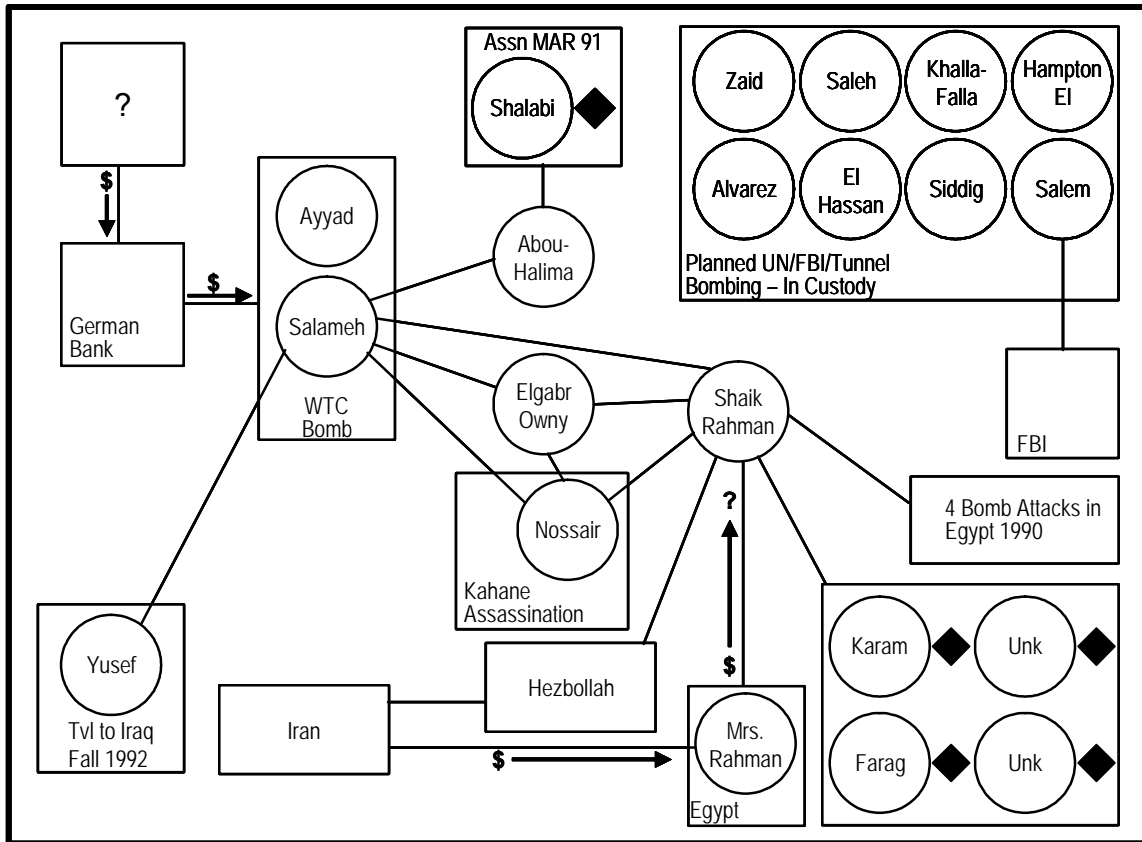 ?
$
German
Bank
$
Ayyad
Salameh
WTC
Bomb
Assn MAR 91
Shalabi
Abou-
Halima
Zaid
Saleh
Khalla-
Falla
Hampton
El
Alvarez
El
Hassan
Siddig
Salem
Planned UN/FBI/Tunnel
Bombing – In Custody
FBI
Elgabr
Owny
Shaik
Rahman
Nossair
Kahane
Assassination
4 Bomb Attacks in
Egypt 1990
Yusef
Tvl to Iraq
Fall 1992
Iran
Hezbollah
$
?
$
Mrs.
Rahman
Egypt
Karam
Unk
Farag
Unk